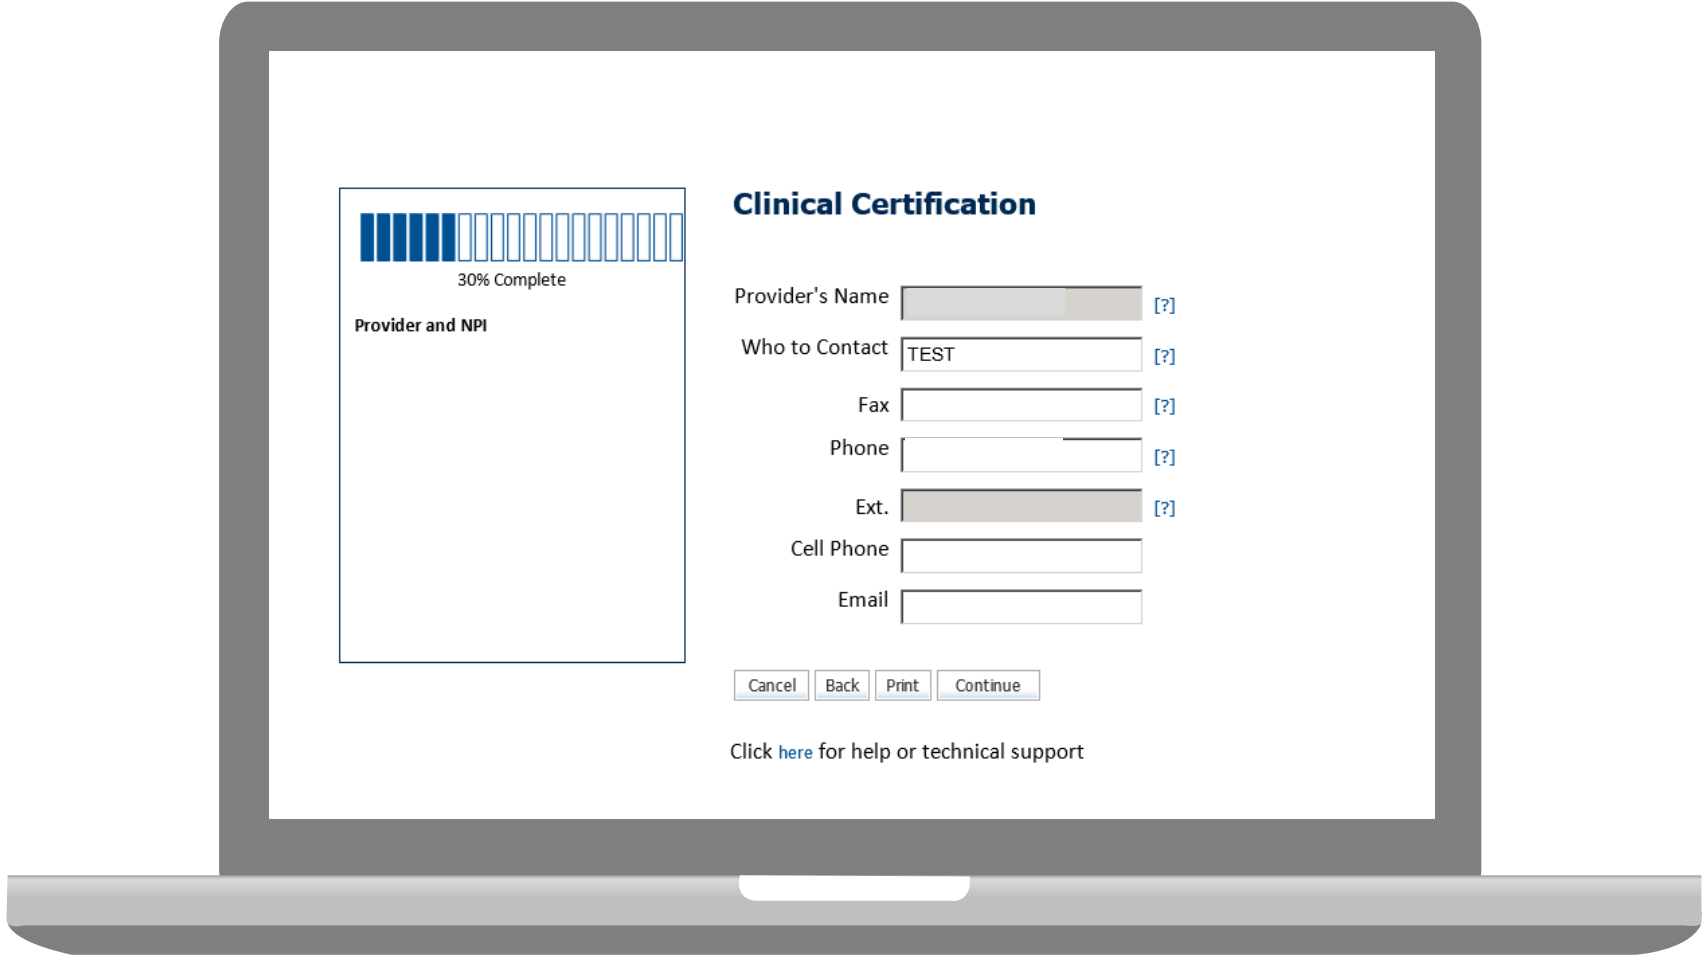 Clinical Certification
30% Complete
Provider and NPI
Provider's Name [?]
Who to Contact TEST [?]
Fax [?]
Phone [?]
Ext. [?]
Cell Phone
Email
Cancel Back Print Continue
Click here for help or technical support